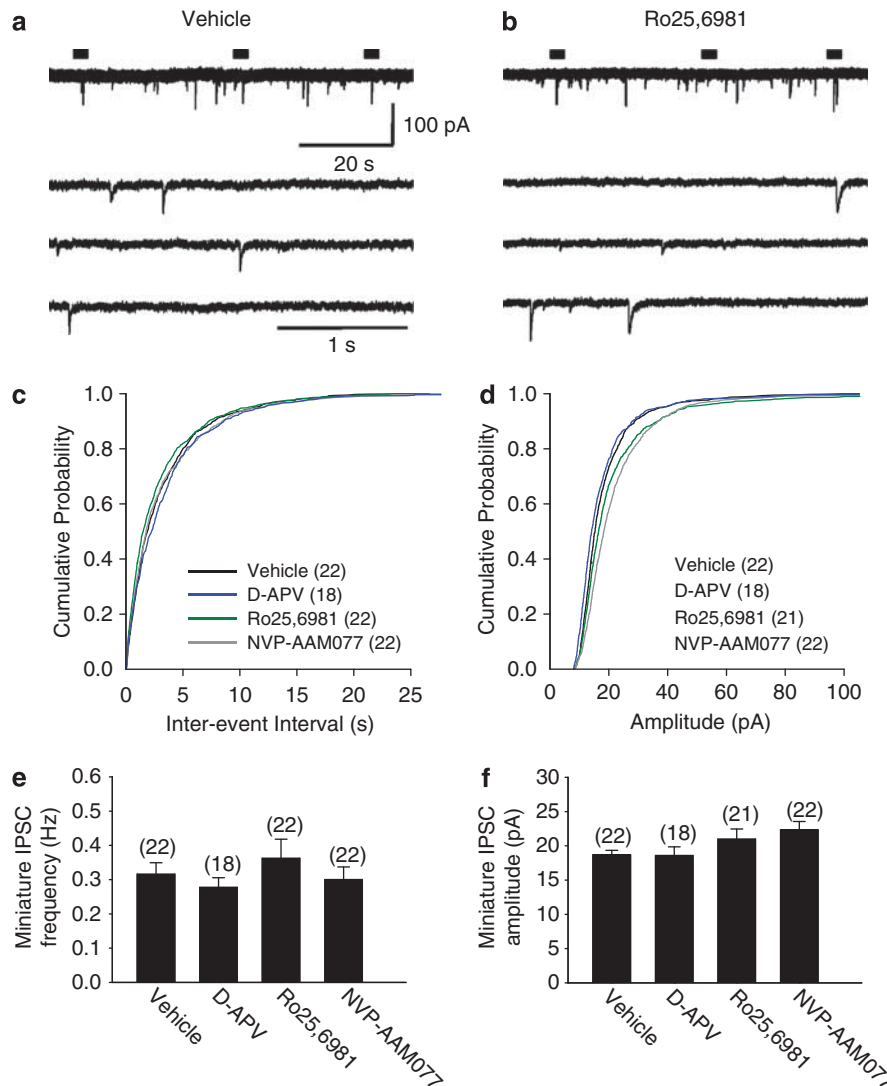 a
Vehicle
b
Ro25,6981
100 pA
20 s
1 s
c
Cumulative Probability
1.0
0.8
0.6
0.4
0.2
0.0
Vehicle (22)
D-APV (18)
Ro25,6981 (22)
NVP-AAM077 (22)
0 5 10 15 20 25
Inter-event Interval (s)
d
Cumulative Probability
1.0
0.8
0.6
0.4
0.2
0.0
Vehicle (22)
D-APV (18)
Ro25,6981 (21)
NVP-AAM077 (22)
0 20 40 60 80 100
Amplitude (pA)
e
Miniature IPSC
frequency (Hz)
0.6
0.5
0.4
0.3
0.2
0.1
0.0
(22)
(18)
(22)
(22)
Vehicle
D-APV
Ro25,6981
NVP-AAM077
f
Miniature IPSC
amplitude (pA)
30
25
20
15
10
5
0
(22)
(18)
(21)
(22)
Vehicle
D-APV
Ro25,6981
NVP-AAM077